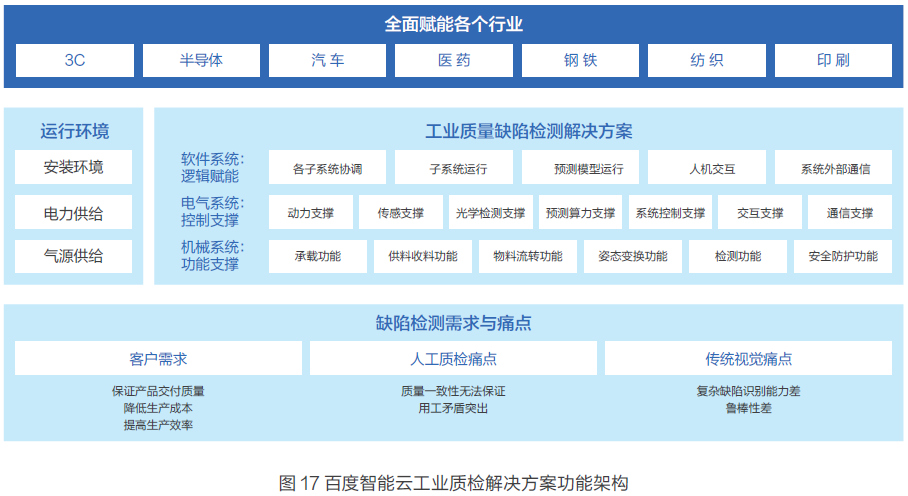 全面赋能各个行业
3C 半导体 汽车 医药 钢铁 纺织 印刷
运行环境
安装环境
电力供给
气源供给
工业质量缺陷检测解决方案
软件系统：
逻辑赋能
各子系统协调 子系统运行 预测模型运行 人机交互 系统外部通信
电气系统：
控制支撑
动力支撑 传感支撑 光学检测支撑 预测算力支撑 系统控制支撑 交互支撑 通信支撑
机械系统：
功能支撑
承载功能 供料收料功能 物料流转功能 姿态变换功能 检测功能 安全防护功能
缺陷检测需求与痛点
客户需求
保证产品交付质量
降低生产成本
提高生产效率
人工质检痛点
质量一致性无法保证
用工矛盾突出
传统视觉痛点
复杂缺陷识别能力差
鲁棒性差
图 17 百度智能云工业质检解决方案功能架构